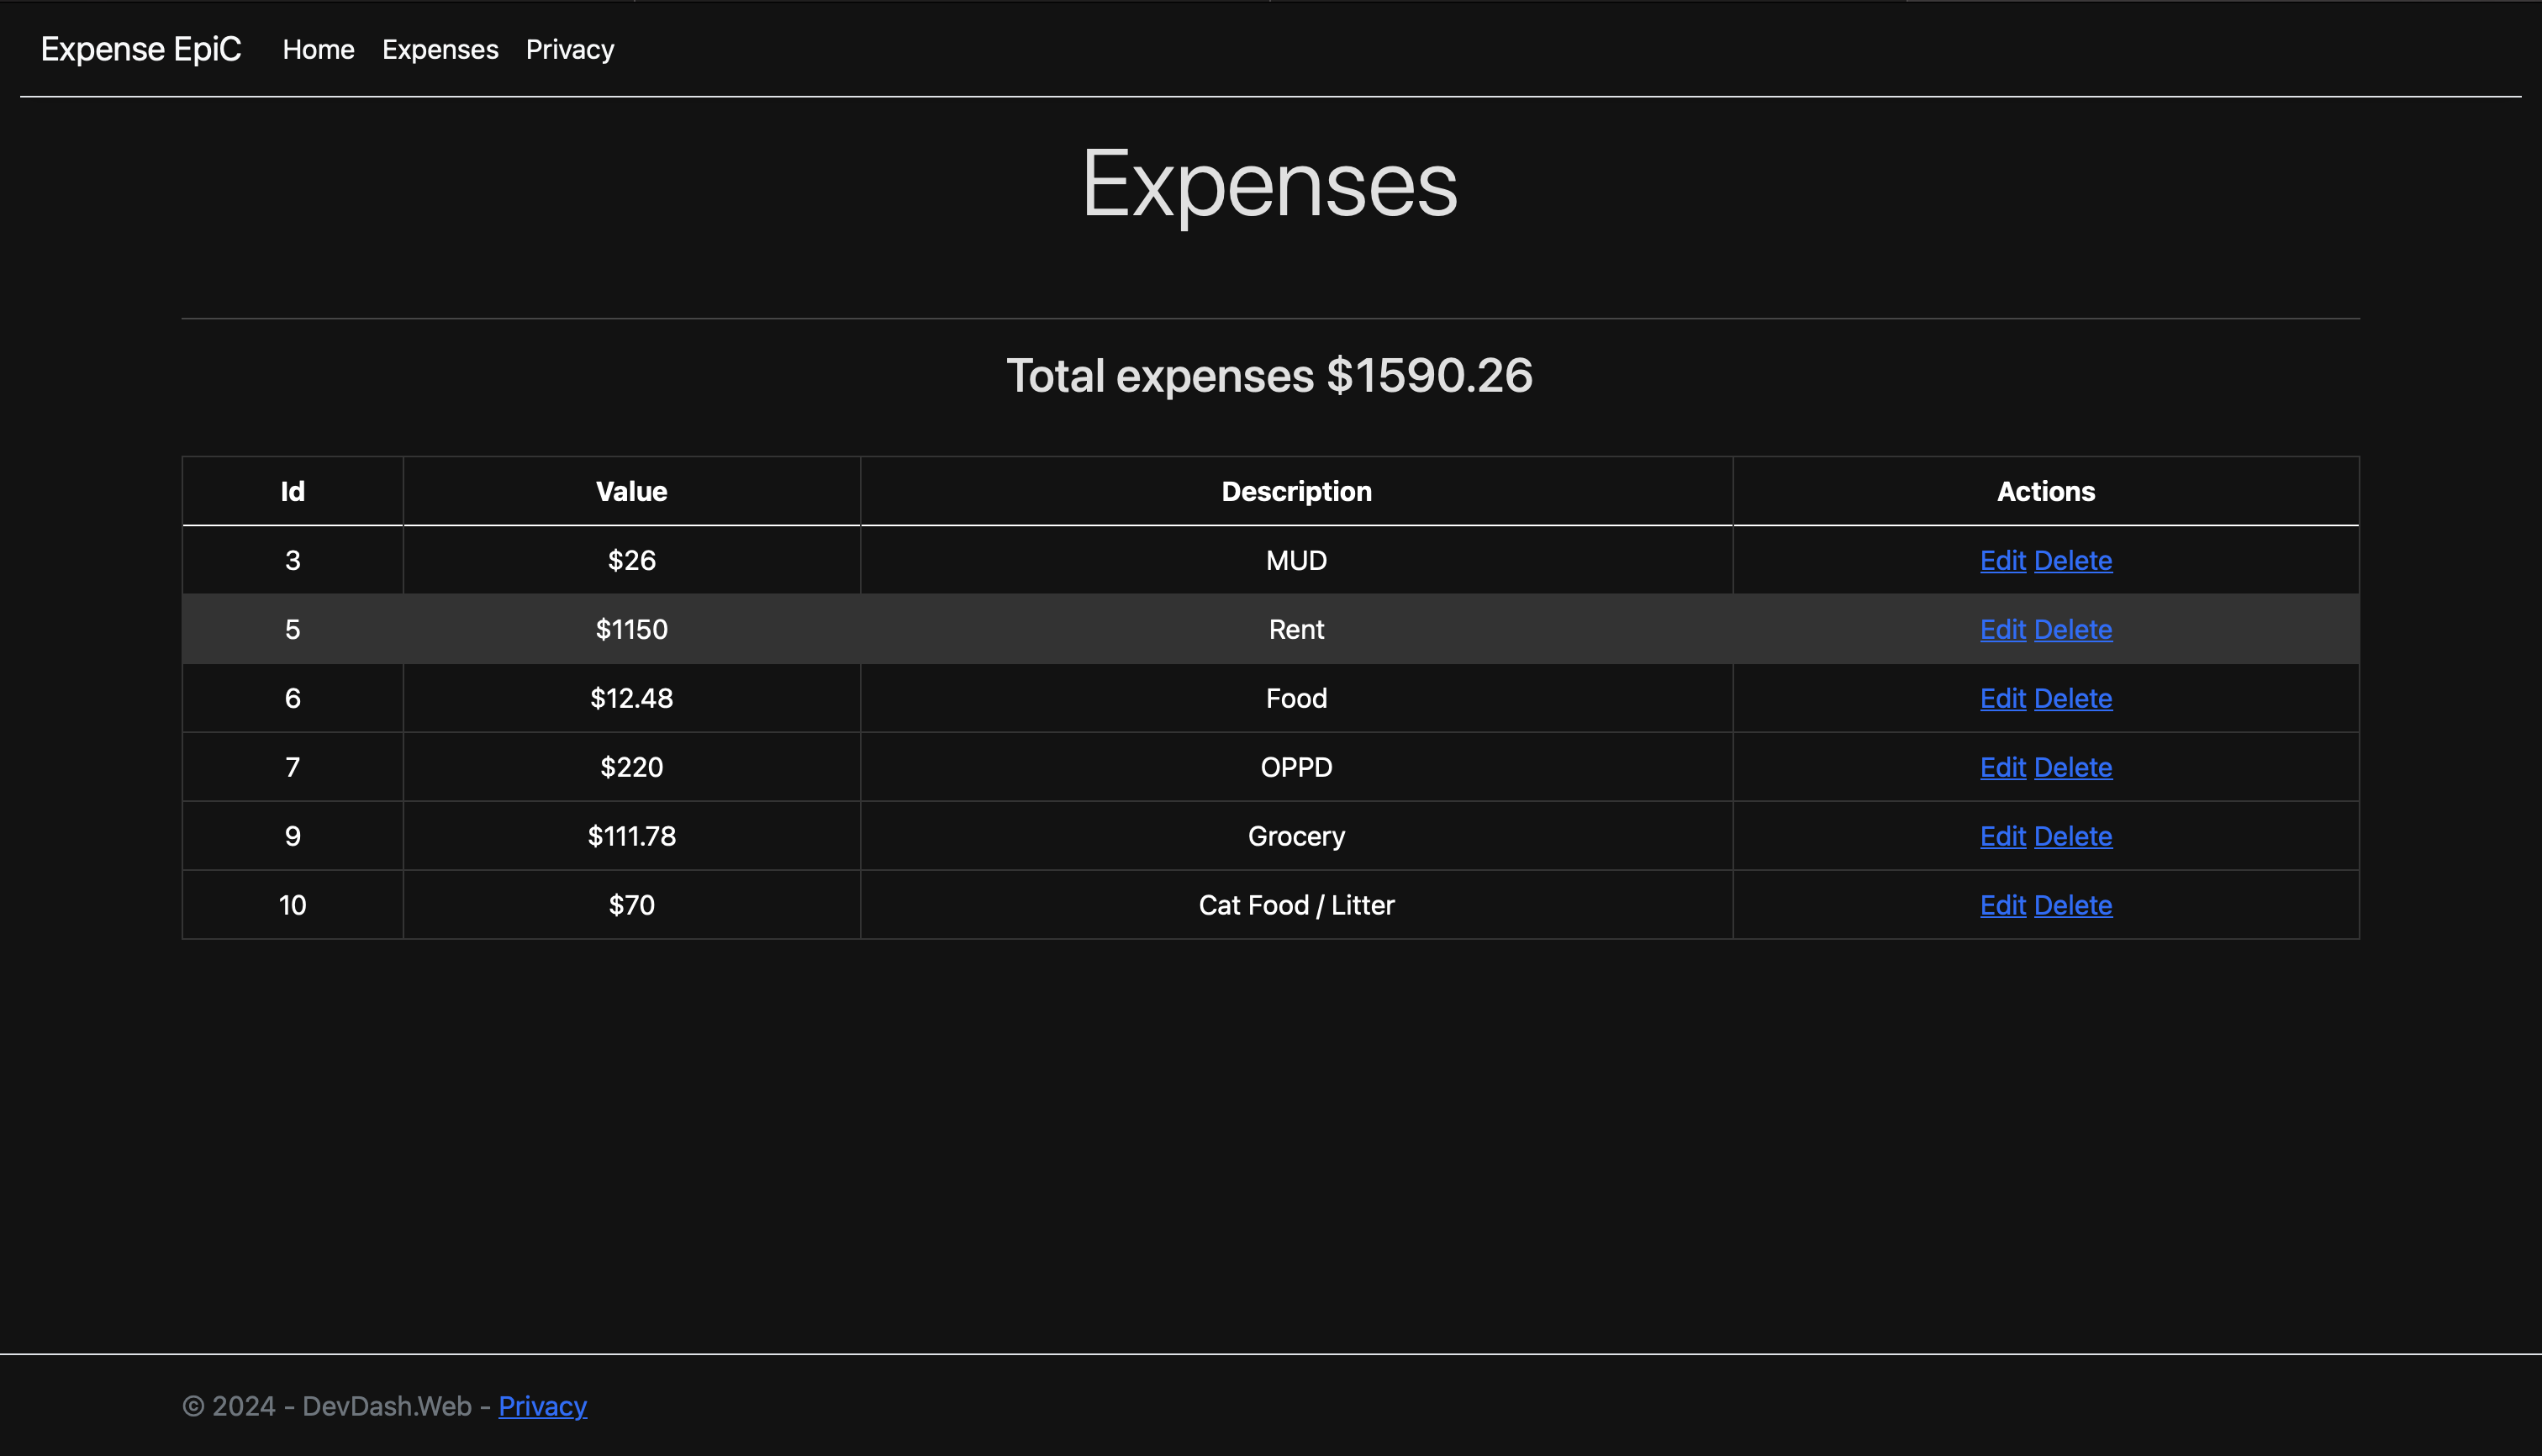 Expense EpiC Home Expenses Privacy
Expenses
Total expenses $1590.26
Id Value Description Actions
3 $26 MUD Edit Delete
5 $1150 Rent Edit Delete
6 $12.48 Food Edit Delete
7 $220 OPPD Edit Delete
9 $111.78 Grocery Edit Delete
10 $70 Cat Food / Litter Edit Delete
© 2024 - DevDash.Web - Privacy